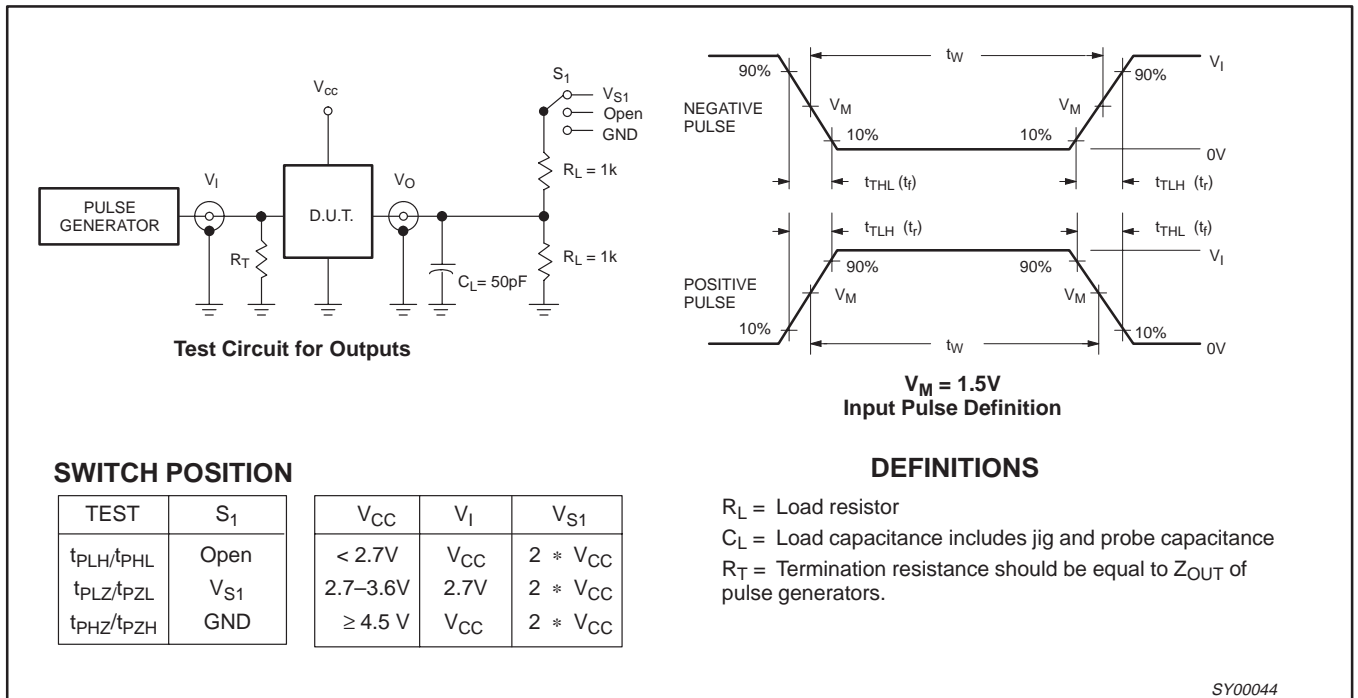 S1
VS1
Open
GND
Vcc
RL = 1k
VI
VO
PULSE
GENERATOR
D.U.T.
RT
RL = 1k
CL= 50pF
Test Circuit for Outputs
tW
VI
90%
90%
NEGATIVE
PULSE
VM
VM
10%
10%
0V
tTHL (tf)
tTLH (tr)
tTLH (tr)
tTHL (tf)
VI
90%
90%
POSITIVE
PULSE
VM
VM
10%
10%
tW
0V
VM = 1.5V
Input Pulse Definition
SWITCH POSITION
TEST S1
tPLH/tPHL Open
tPLZ/tPZL VS1
tPHZ/tPZH GND
VCC VI VS1
< 2.7V VCC 2 * VCC
2.7–3.6V 2.7V 2 * VCC
≥ 4.5 V VCC 2 * VCC
DEFINITIONS
RL = Load resistor
CL = Load capacitance includes jig and probe capacitance
RT = Termination resistance should be equal to ZOUT of
pulse generators.
SY00044